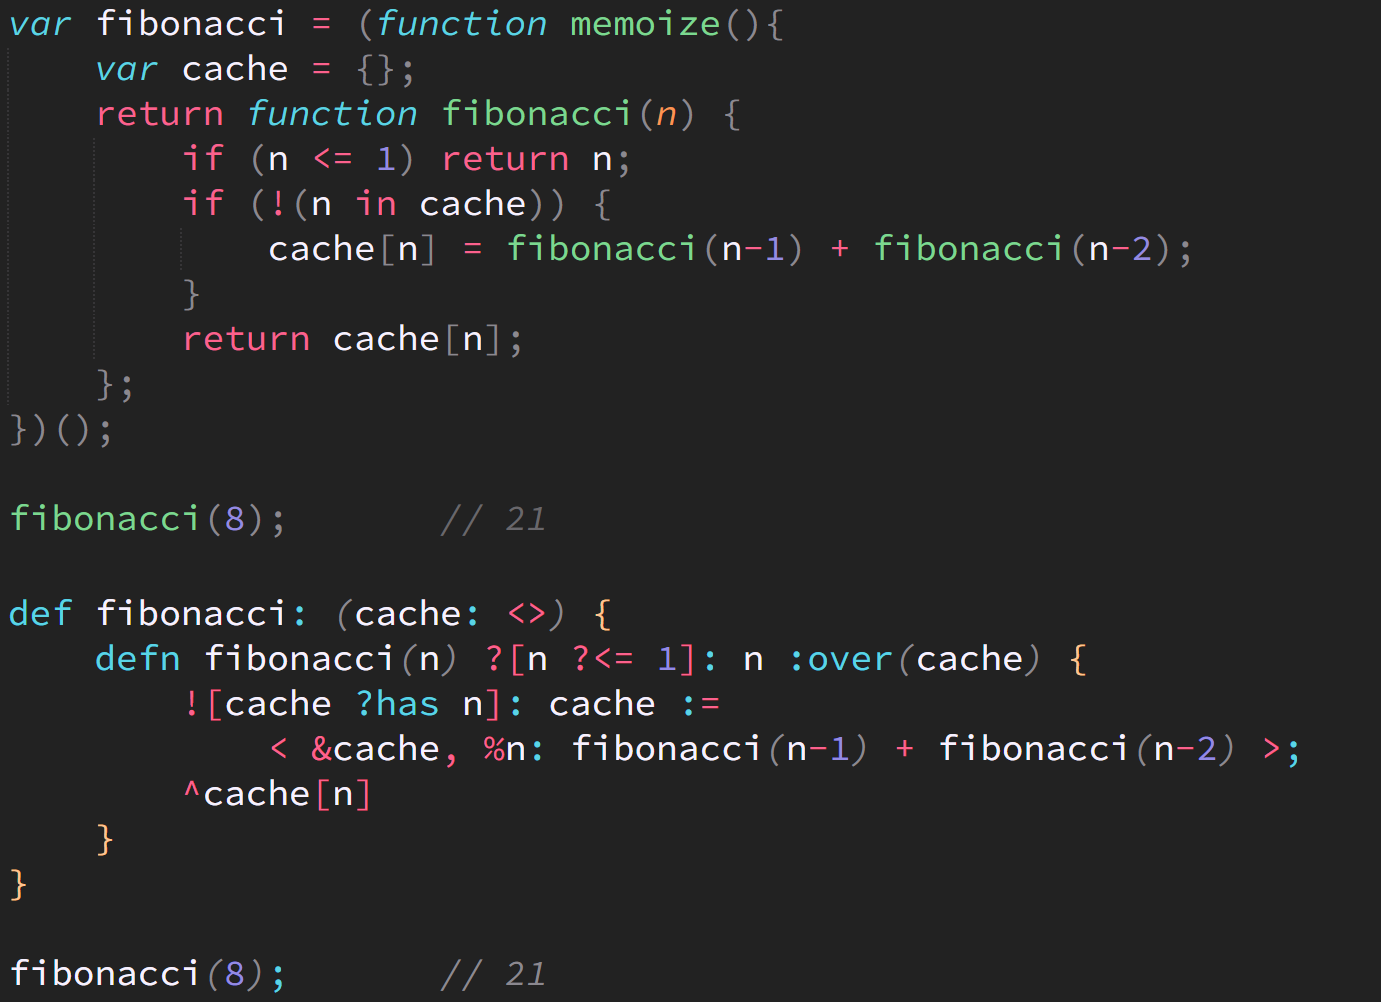 var fibonacci = (function memoize(){
    var cache = {};
    return function fibonacci(n) {
        if (n <= 1) return n;
        if (!(n in cache)) {
            cache[n] = fibonacci(n-1) + fibonacci(n-2);
        }
        return cache[n];
    };
})();

fibonacci(8);       // 21

def fibonacci: (cache: <>) {
    defn fibonacci(n) ?[n ?<= 1]: n :over(cache) {
        ![cache ?has n]: cache :=
            < &cache, %n: fibonacci(n-1) + fibonacci(n-2) >;
        ^cache[n]
    }
}

fibonacci(8);       // 21